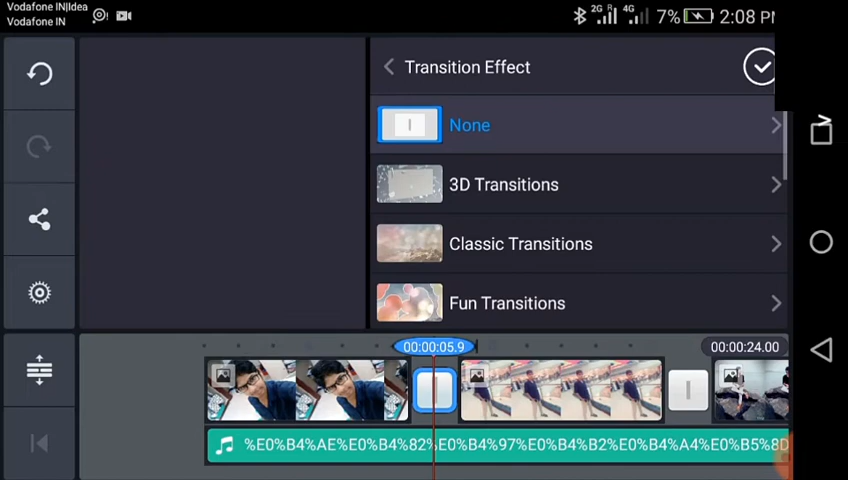 Vodafone IN|Idea
Vodafone IN
2G R 4G 7% 2:08 PM
Transition Effect
None
3D Transitions
Classic Transitions
Fun Transitions
00:00:05.9
00:00:24.00
%E0%B4%AE%E0%B4%82%E0%B4%97%E0%B4%B2%E0%B4%A4%E0%B5%8D